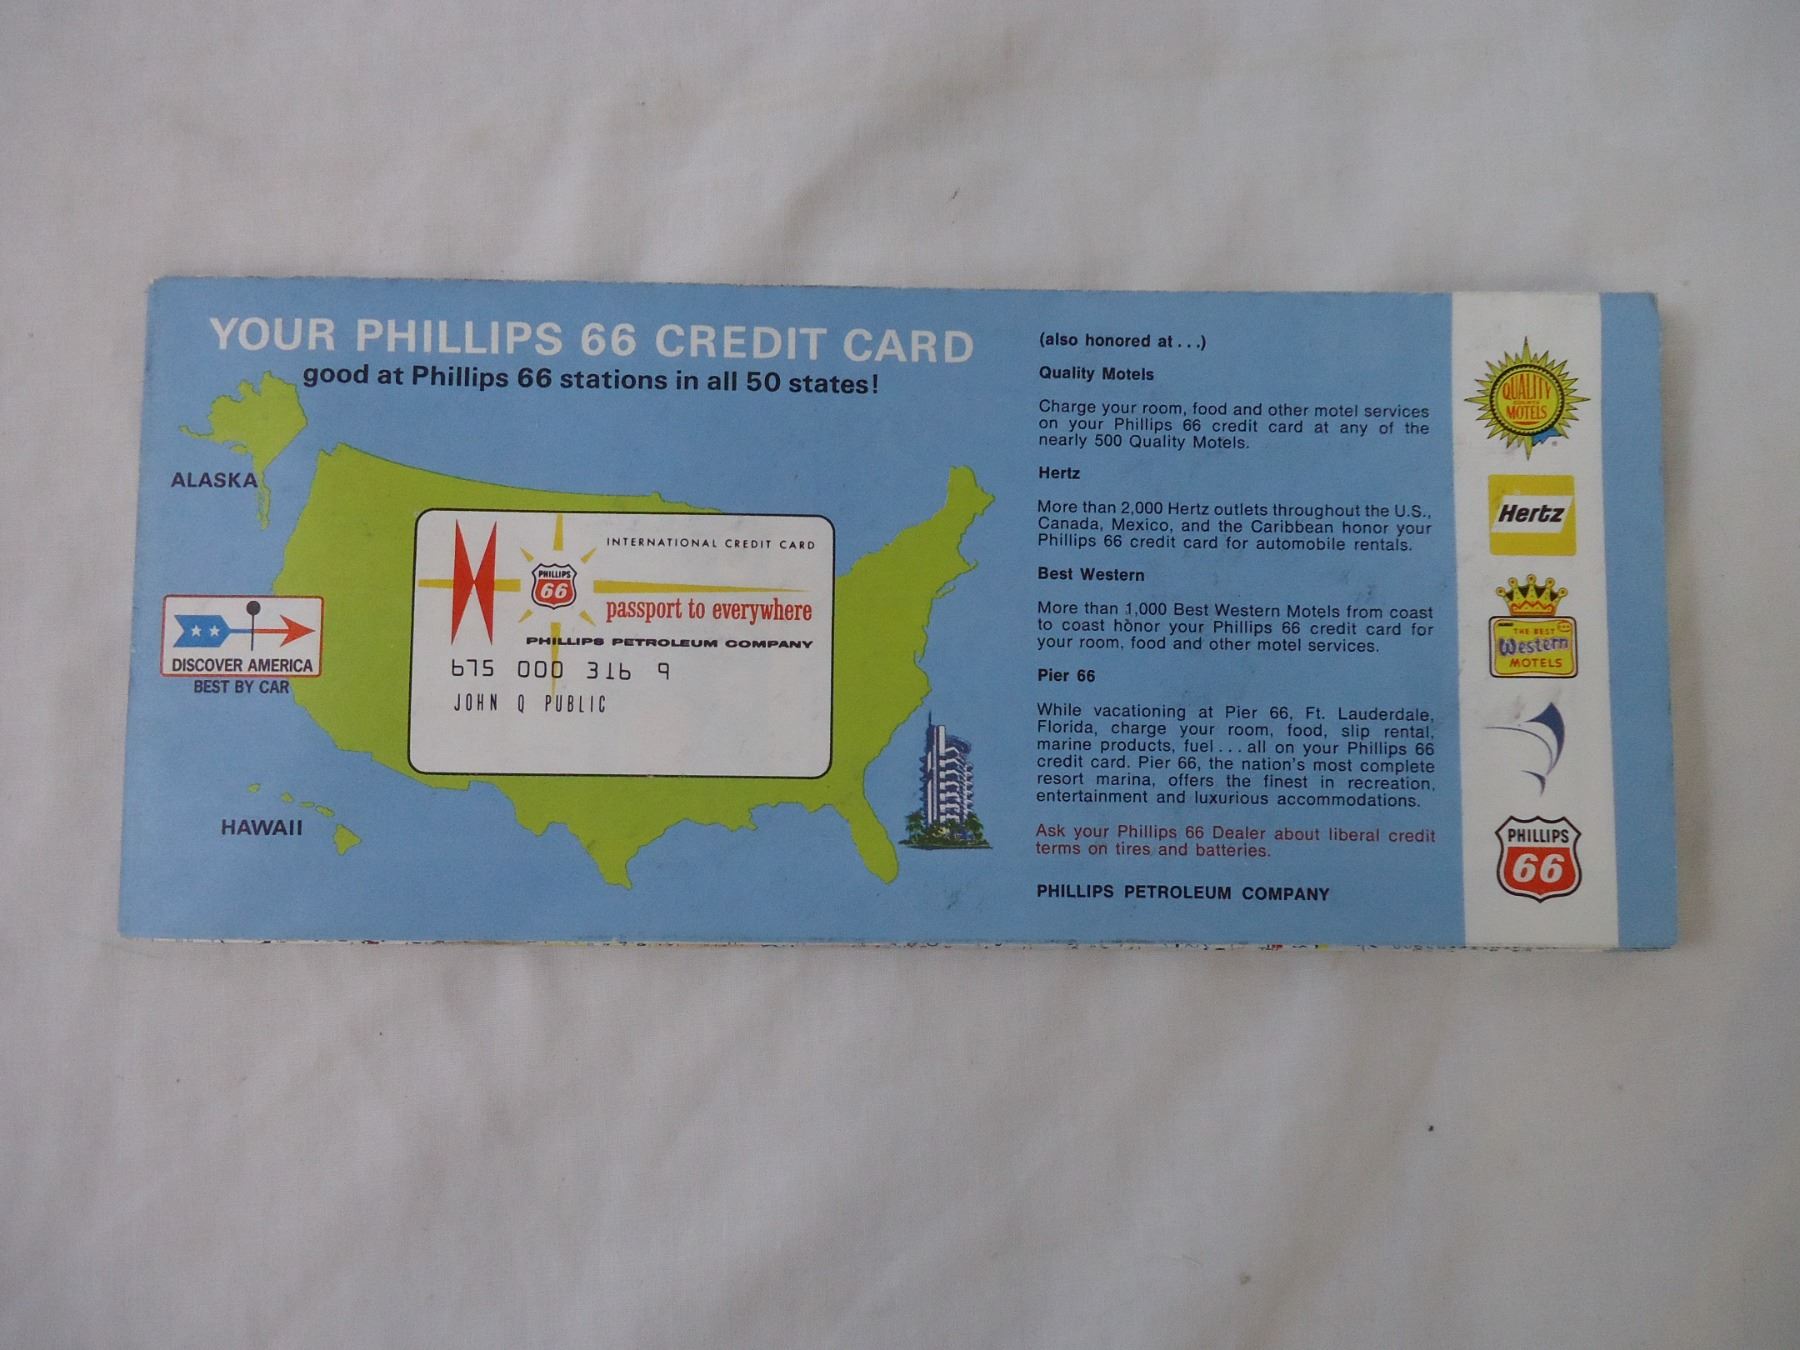 YOUR PHILLIPS 66 CREDIT CARD
good at Phillips 66 stations in all 50 states!
ALASKA
DISCOVER AMERICA
BEST BY CAR
HAWAII
INTERNATIONAL CREDIT CARD
PHILLIPS
66
passport to everywhere
PHILLIPS PETROLEUM COMPANY
675 000 316 9
JOHN Q PUBLIC
(also honored at...)
Quality Motels
Charge your room, food and other motel services
on your Phillips 66 credit card at any of the
nearly 500 Quality Motels.
Hertz
More than 2,000 Hertz outlets throughout the U.S.,
Canada, Mexico, and the Caribbean honor your
Phillips 66 credit card for automobile rentals.
Best Western
More than 1,000 Best Western Motels from coast
to coast honor your Phillips 66 credit card for
your room, food and other motel services.
Pier 66
While vacationing at Pier 66, Ft. Lauderdale,
Florida, charge your room, food, slip rental,
marine products, fuel...all on your Phillips 66
credit card. Pier 66, the nation's most complete
resort marina, offers the finest in recreation,
entertainment and luxurious accommodations.
Ask your Phillips 66 Dealer about liberal credit
terms on tires and batteries.
PHILLIPS PETROLEUM COMPANY
QUALITY
MOTELS
Hertz
THE BEST
Western
MOTELS
PHILLIPS
66